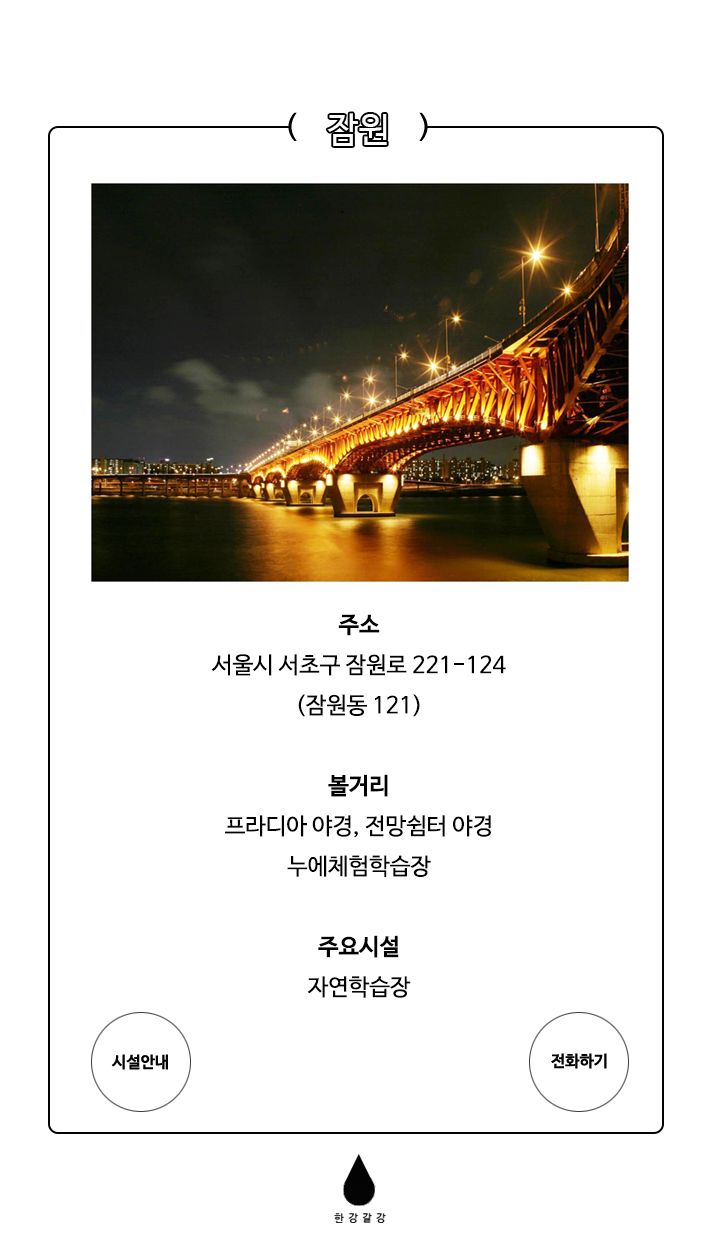 ( 잠원 )
주소
서울시 서초구 잠원로 221-124
(잠원동 121)
볼거리
프라디아 야경, 전망쉼터 야경
누에체험학습장
주요시설
자연학습장
시설안내
전화하기
한강갈강